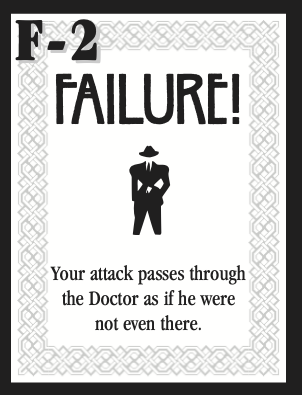 F-2
FAILURE!
Your attack passes through
the Doctor as if he were
not even there.